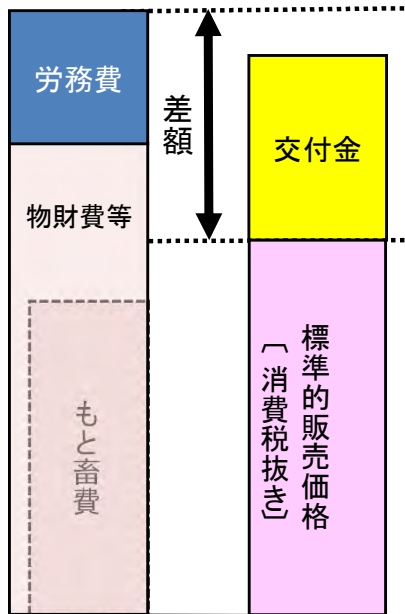 労務費
差額
交付金
物財費等
もと畜費
標準的販売価格
〔消費税抜き〕